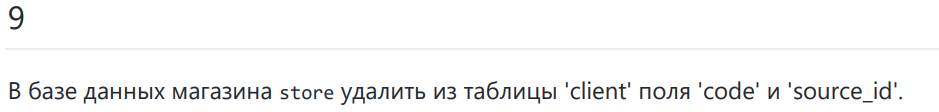 9
В базе данных магазина store удалить из таблицы 'client' поля 'code' и 'source_id'.